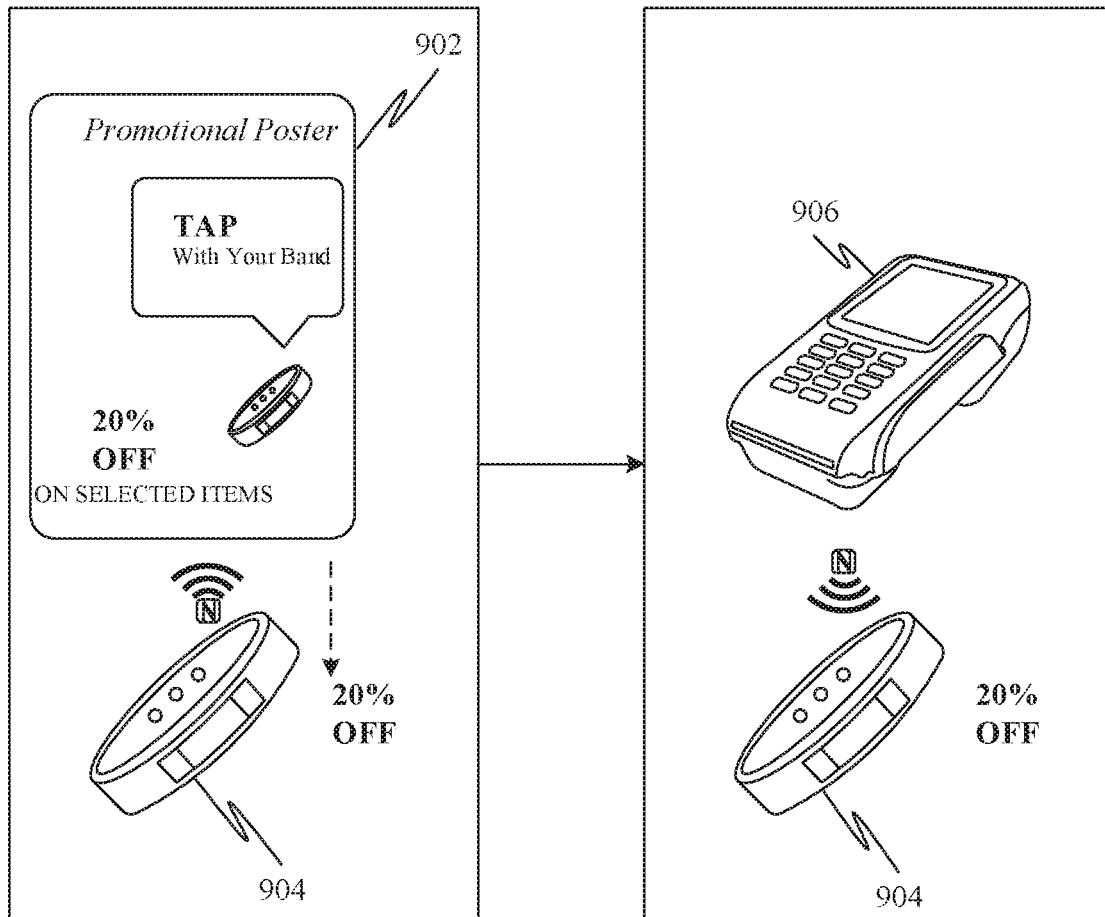 902
Promotional Poster
TAP
With Your Band
20%
OFF
ON SELECTED ITEMS
N
20%
OFF
904
906
N
20%
OFF
904